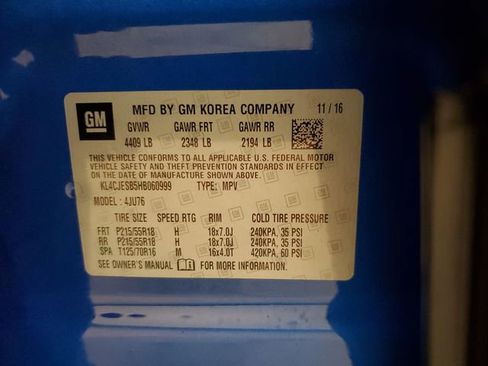 GM
MFD BY GM KOREA COMPANY 11/16
GVWR GAWR FRT GAWR RR
4409 LB 2348 LB 2194 LB
THIS VEHICLE CONFORMS TO ALL APPLICABLE U.S. FEDERAL MOTOR
VEHICLE SAFETY AND THEFT PREVENTION STANDARDS IN EFFECT
ON THE DATE OF MANUFACTURE SHOWN ABOVE.
KL4CJESB5HB060999 TYPE: MPV
MODEL: 4JU76
TIRE SIZE SPEED RTG RIM COLD TIRE PRESSURE
FRT P215/55R18 H 18x7.0J 240KPA, 35 PSI
RR P215/55R18 H 18x7.0J 240KPA, 35 PSI
SPA T125/70R16 M 16x4.0T 420KPA, 60 PSI
SEE OWNER'S MANUAL FOR MORE INFORMATION.